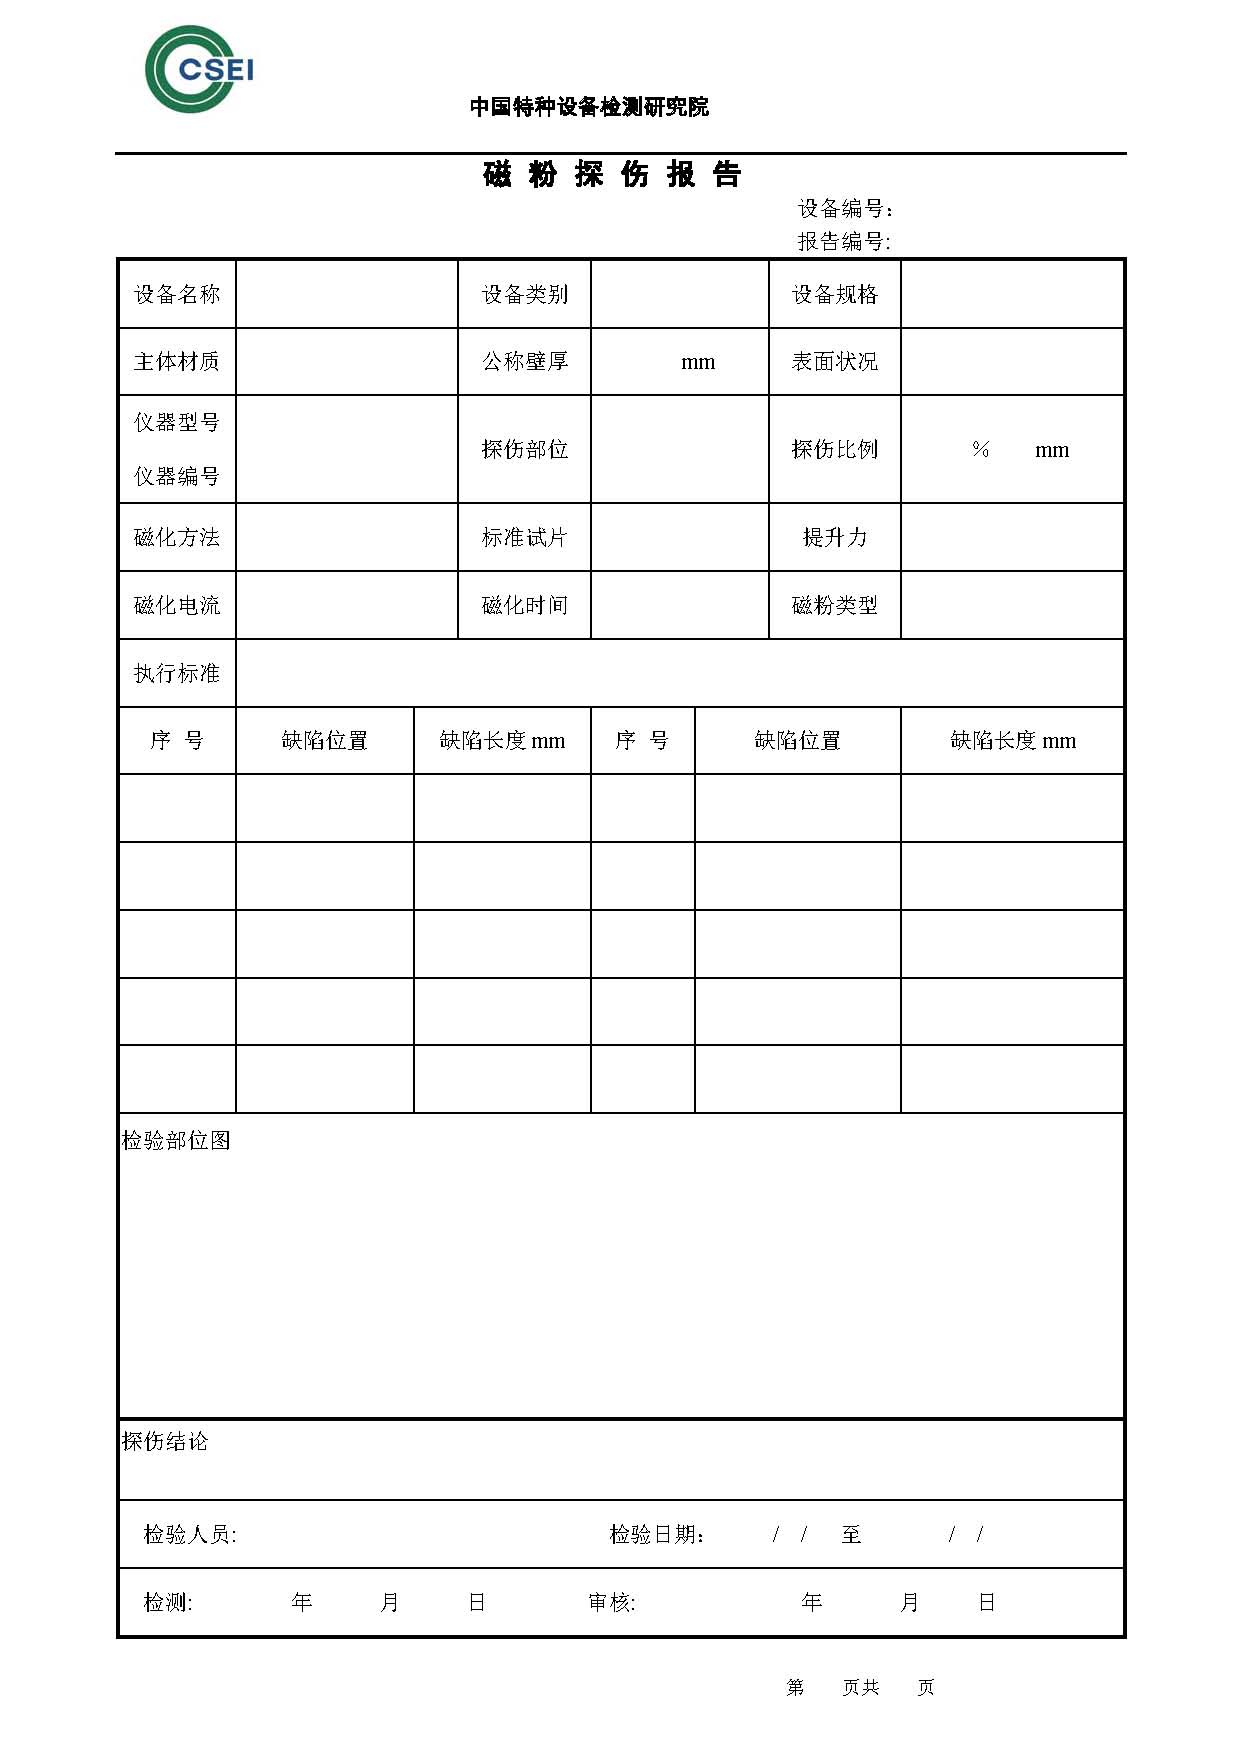 CSEI
中国特种设备检测研究院
磁 粉 探 伤 报 告
设备编号：
报告编号:
设备名称 设备类别 设备规格
主体材质 公称壁厚 mm 表面状况
仪器型号
仪器编号 探伤部位 探伤比例 % mm
磁化方法 标准试片 提升力
磁化电流 磁化时间 磁粉类型
执行标准
序 号 缺陷位置 缺陷长度 mm 序 号 缺陷位置 缺陷长度 mm
检验部位图
探伤结论
检验人员: 检验日期： / / 至 / /
检测: 年 月 日 审核: 年 月 日
第 页共 页